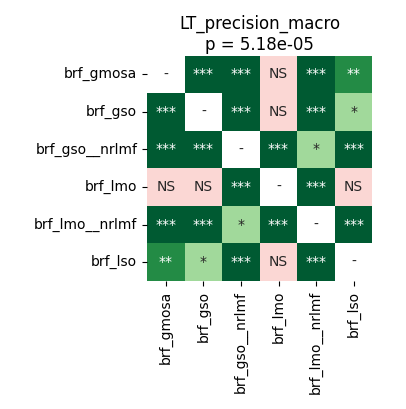 LT_precision_macro
p = 5.18e-05
brf_gmosa - *** *** NS *** **
brf_gso *** - *** NS *** *
brf_gso__nrlmf *** *** - *** * ***
brf_lmo NS NS *** - *** NS
brf_lmo__nrlmf *** *** * *** - ***
brf_lso ** * *** NS *** -
brf_gmosa brf_gso brf_gso__nrlmf brf_lmo brf_lmo__nrlmf brf_lso